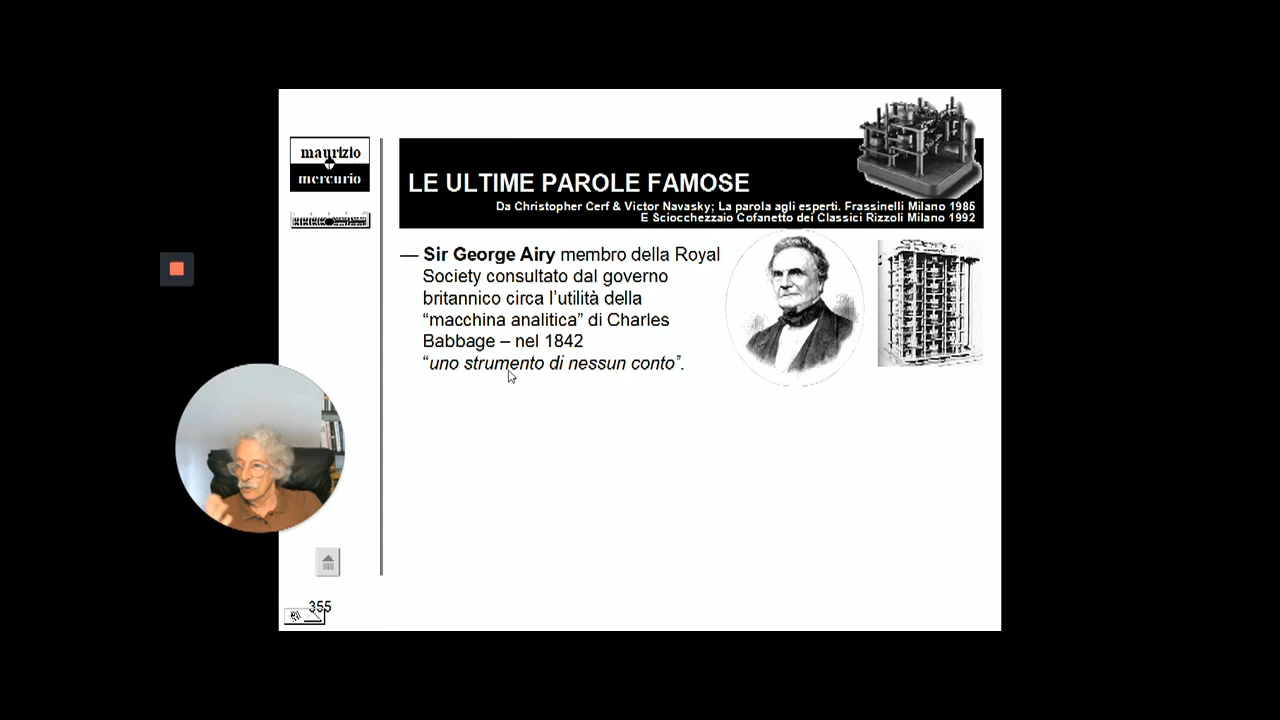 maurizio
mercurio
LE ULTIME PAROLE FAMOSE
Da Christopher Cerf & Victor Navasky; La parola agli esperti. Frassinelli Milano 1985
E Sciocchezzaio Cofanetto dei Classici Rizzoli Milano 1992
— Sir George Airy membro della Royal
Society consultato dal governo
britannico circa l’utilità della
“macchina analitica” di Charles
Babbage – nel 1842
“uno strumento di nessun conto”.
355